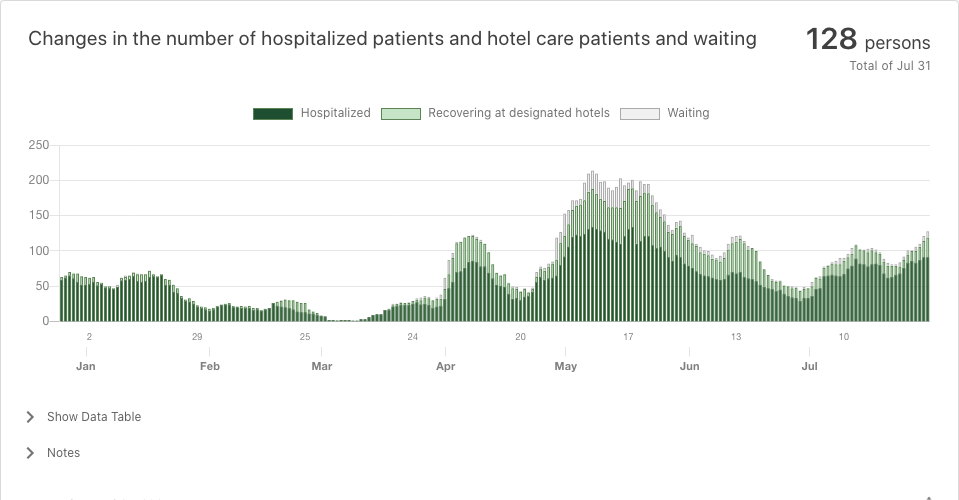 Changes in the number of hospitalized patients and hotel care patients and waiting
128 persons
Total of Jul 31
Hospitalized Recovering at designated hotels Waiting
250
200
150
100
50
0
2 29 25 24 20 17 13 10
Jan Feb Mar Apr May Jun Jul
Show Data Table
Notes